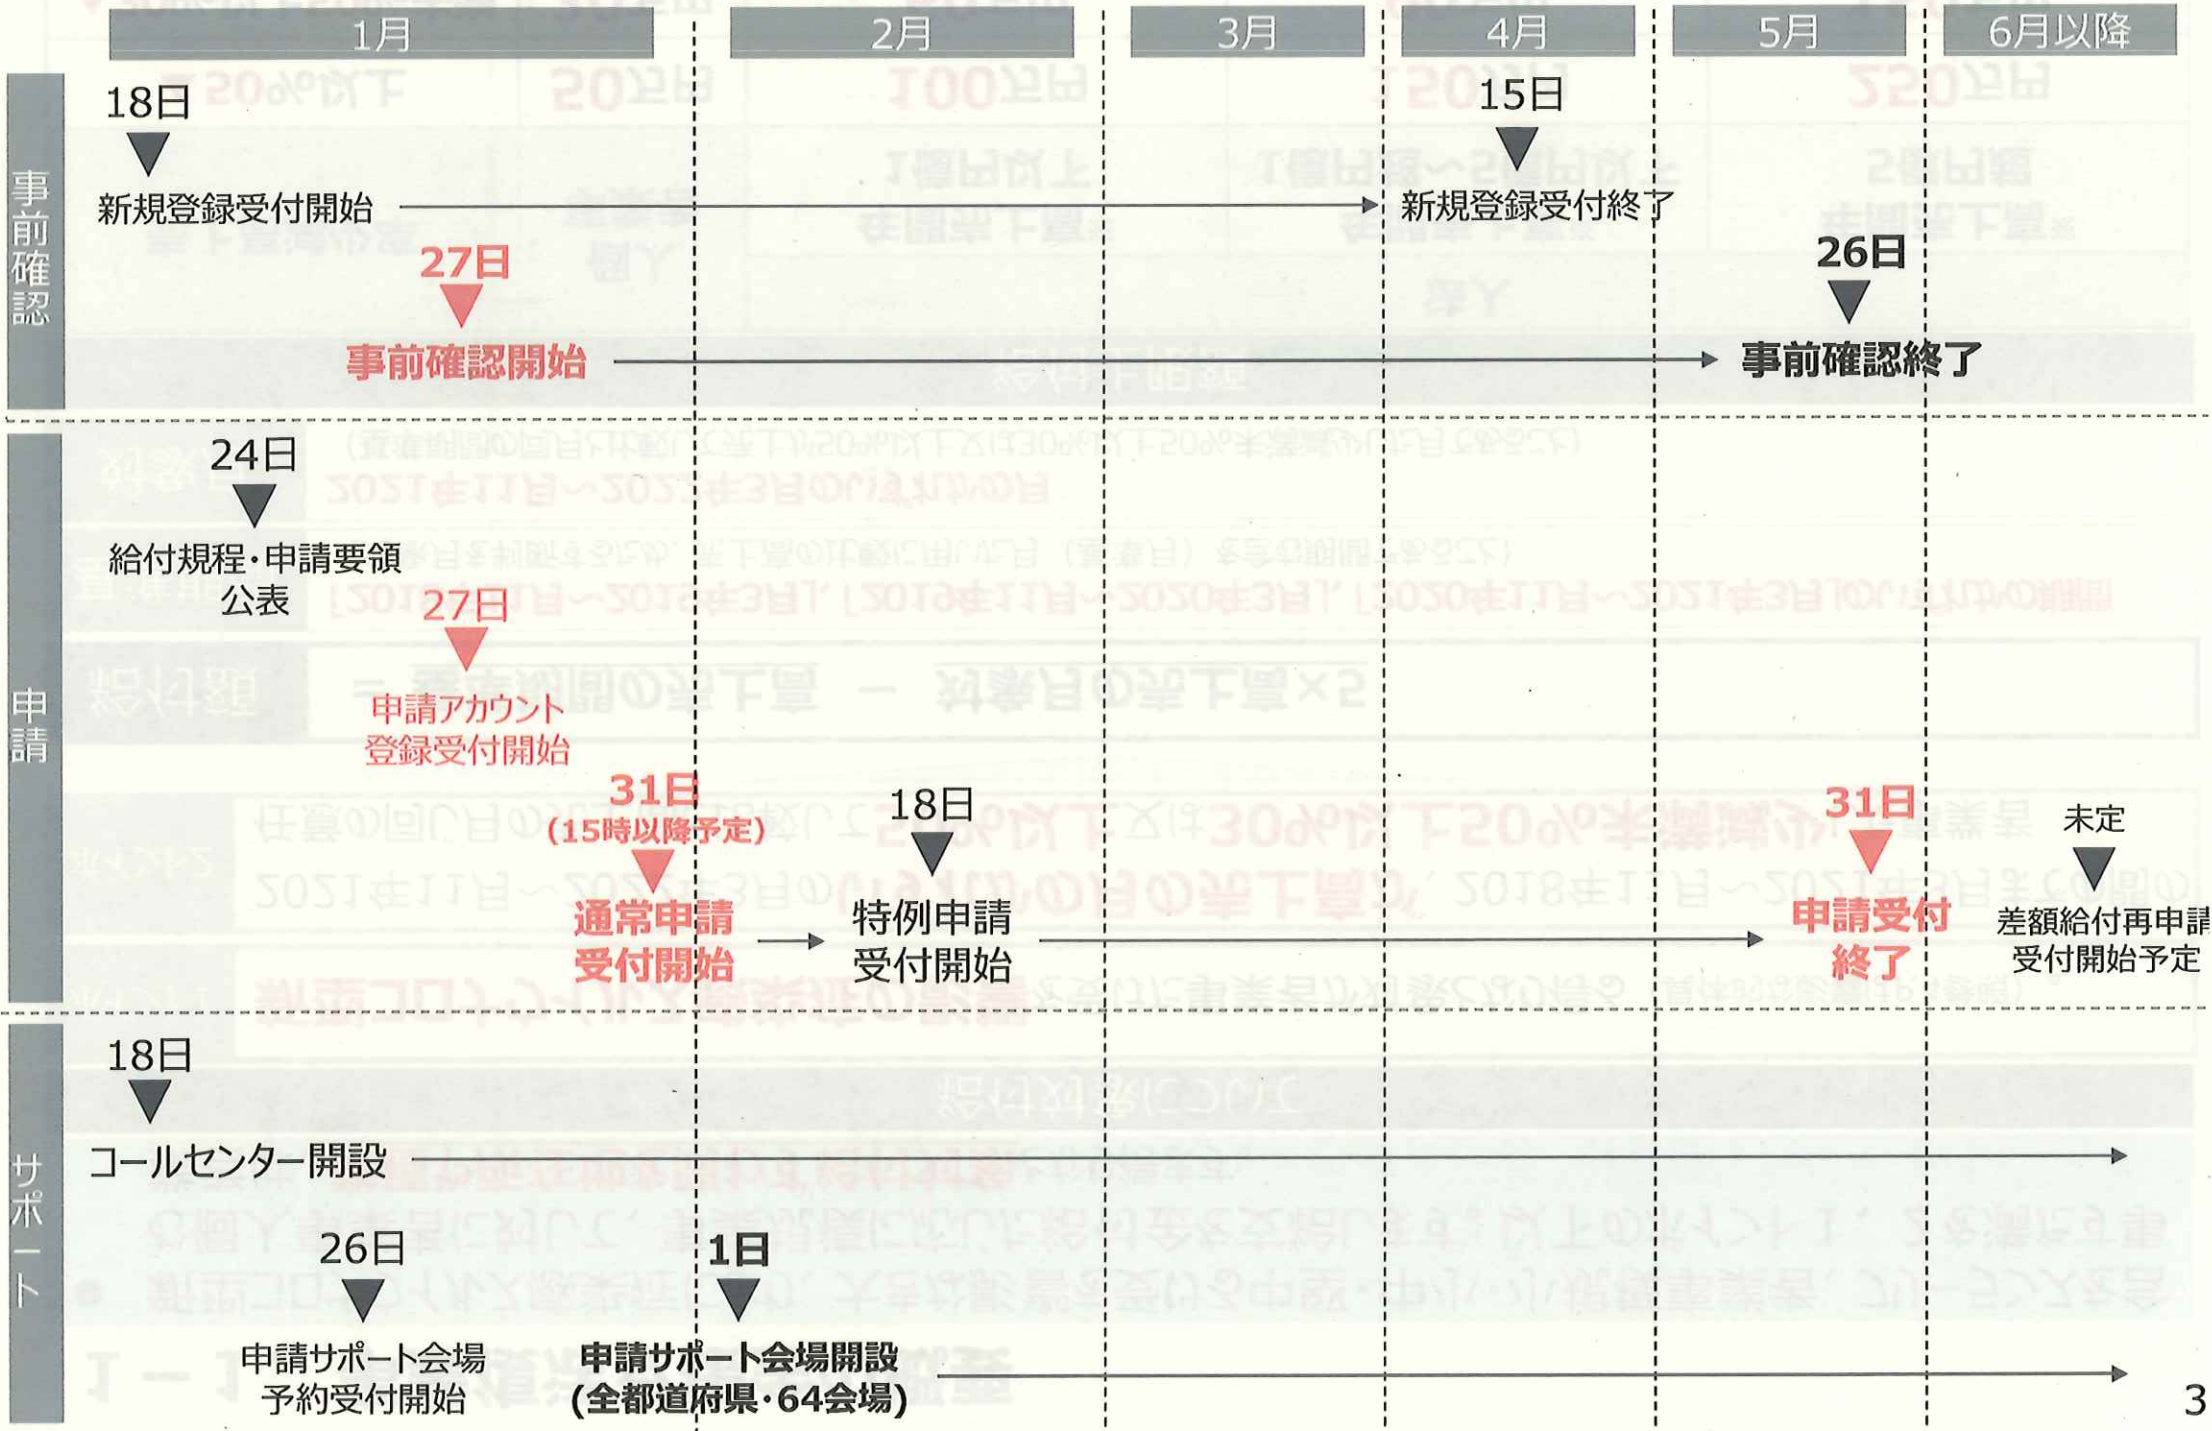 1月
2月
3月
4月
5月
6月以降
事前確認
18日
新規登録受付開始
15日
新規登録受付終了
27日
事前確認開始
26日
事前確認終了
申請
24日
給付規程・申請要領
公表
27日
申請アカウント
登録受付開始
31日
(15時以降予定)
通常申請
受付開始
18日
特例申請
受付開始
31日
申請受付
終了
未定
差額給付再申請
受付開始予定
サポート
18日
コールセンター開設
26日
申請サポート会場
予約受付開始
1日
申請サポート会場開設
(全都道府県・64会場)
3